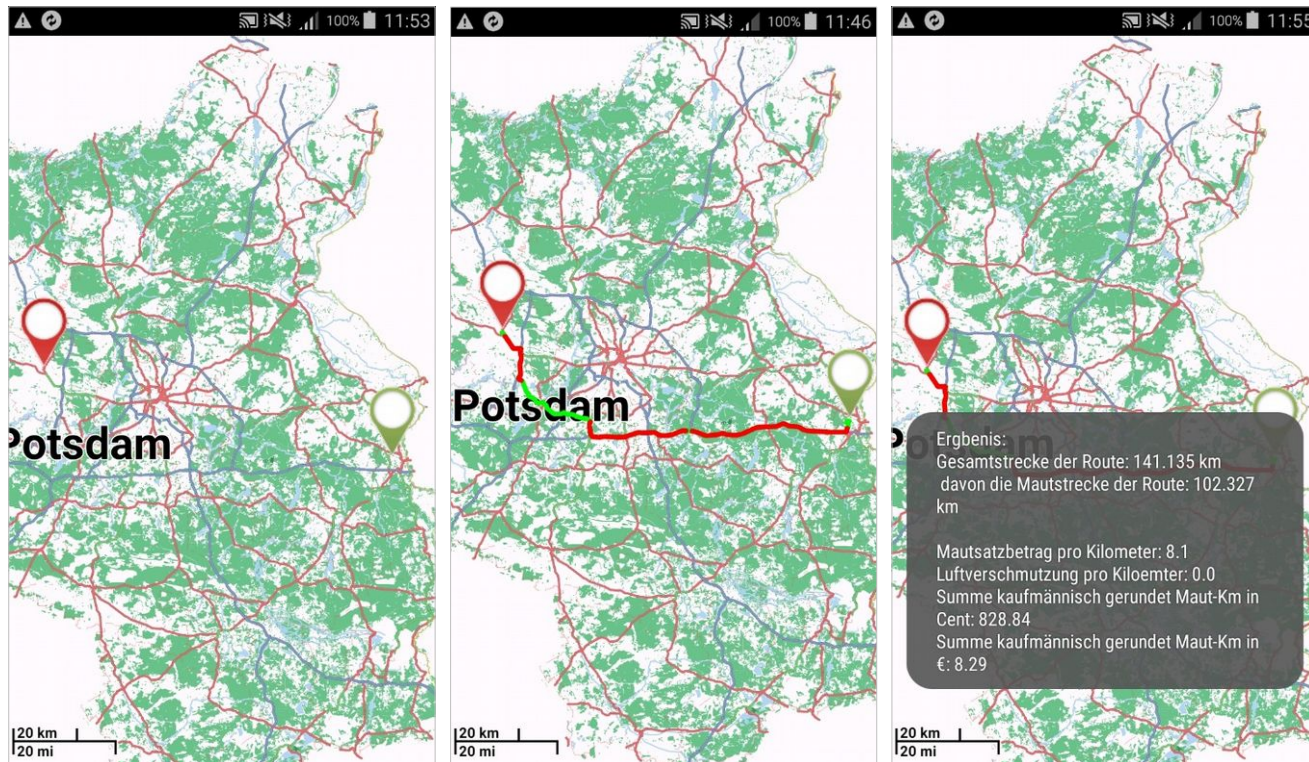 100% 11:53
Potsdam
20 km
20 mi
100% 11:46
Potsdam
20 km
20 mi
100% 11:55
Ergbenis:
Gesamtstrecke der Route: 141.135 km
davon die Mautstrecke der Route: 102.327
km
Mautsatzbetrag pro Kilometer: 8.1
Luftverschmutzung pro Kiloemter: 0.0
Summe kaufmännisch gerundet Maut-Km in
Cent: 828.84
Summe kaufmännisch gerundet Maut-Km in
€: 8.29
20 km
20 mi